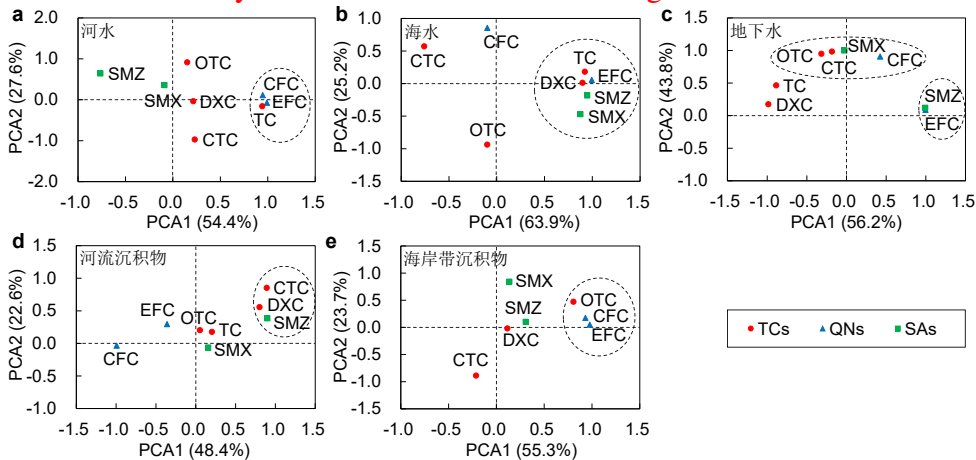 a
河水
PCA2 (27.6%)
2.0
1.0
0.0
-1.0
-2.0
SMZ
SMX
OTC
DXC
CTC
CFC
EFC
TC
-1.0 -0.5 0.0 0.5 1.0 1.5
PCA1 (54.4%)
b
海水
PCA2 (25.2%)
1.0
0.5
0.0
-0.5
-1.0
-1.5
CTC
CFC
OTC
TC
DXC
EFC
SMZ
SMX
-1.0 -0.5 0.0 0.5 1.0 1.5
PCA1 (63.9%)
c
地下水
PCA2 (43.8%)
1.5
1.0
0.5
0.0
-0.5
-1.0
OTC
CTC
SMX
CFC
TC
DXC
SMZ
EFC
-1.0 -0.5 0.0 0.5 1.0 1.5
PCA1 (56.2%)
d
河流沉积物
PCA2 (22.6%)
1.5
1.0
0.5
0.0
-0.5
-1.0
CFC
EFC
OTC
TC
SMX
CTC
DXC
SMZ
-1.5 -1.0 -0.5 0.0 0.5 1.0 1.5
PCA1 (48.4%)
e
海岸带沉积物
PCA2 (23.7%)
1.5
1.0
0.5
0.0
-0.5
-1.0
-1.5
SMX
SMZ
DXC
CTC
OTC
CFC
EFC
-1.0 -0.5 0.0 0.5 1.0 1.5
PCA1 (55.3%)
TCs QNs SAs